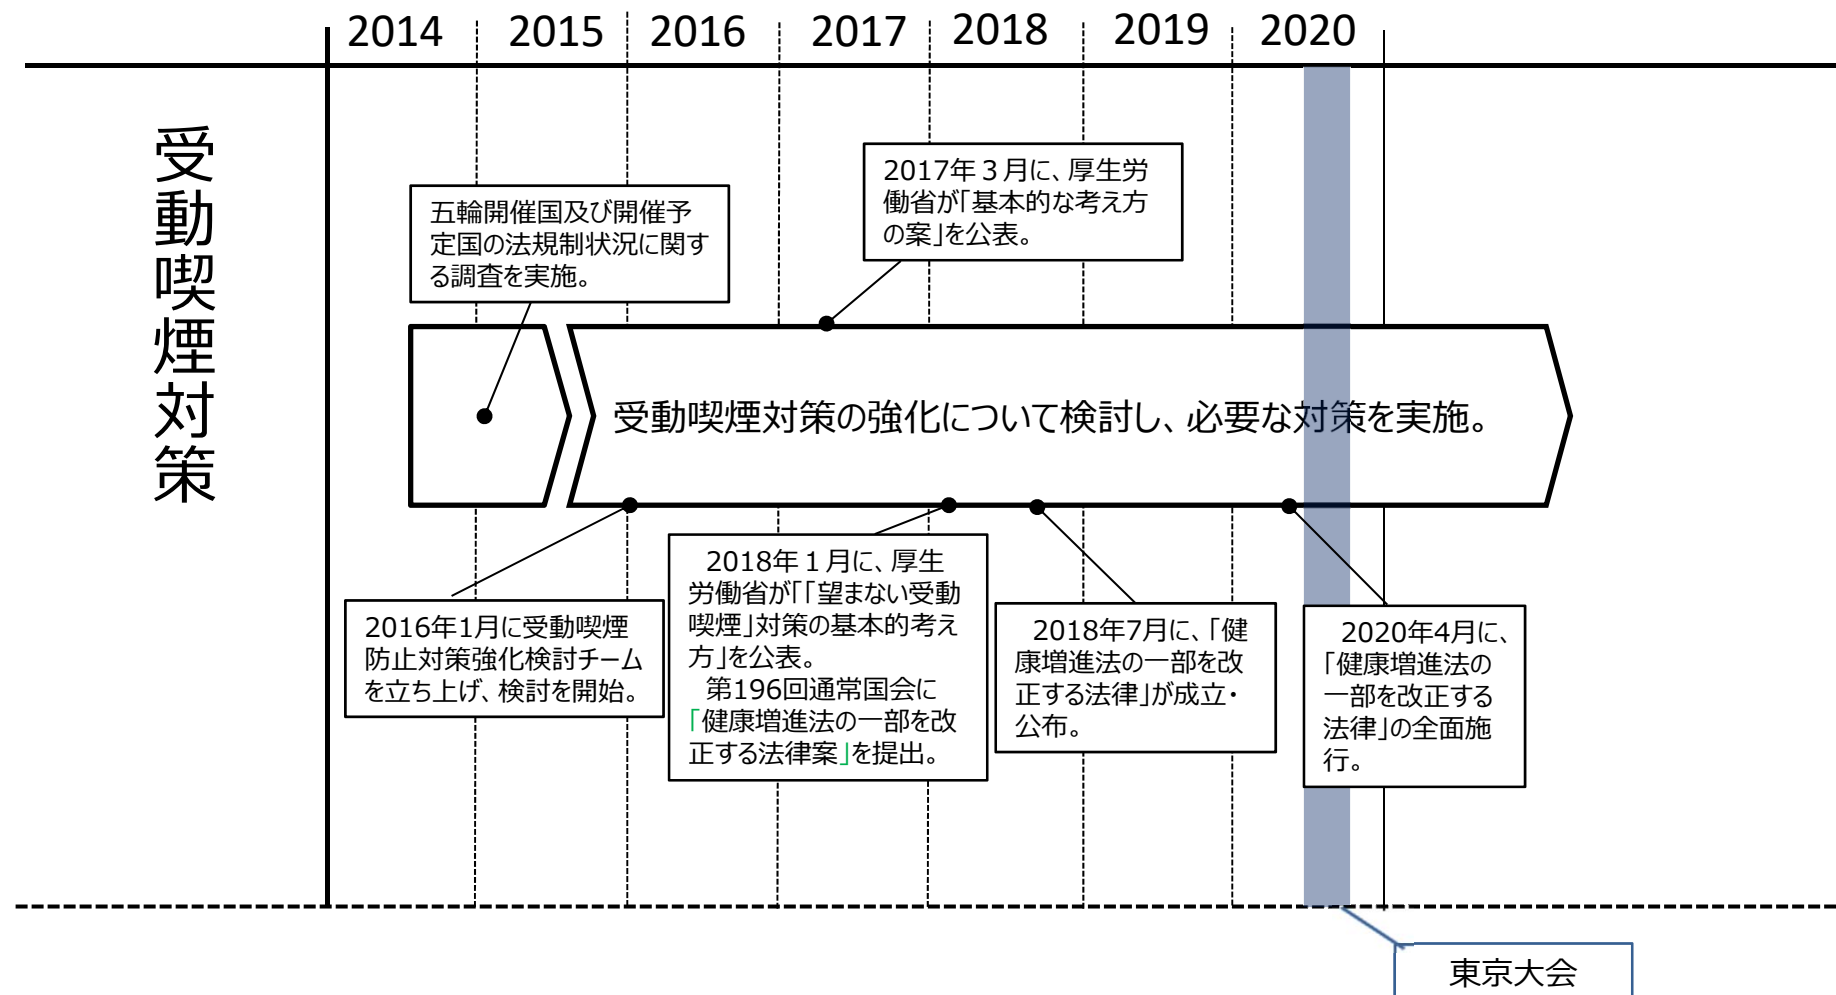 2014 2015 2016 2017 2018 2019 2020
受動喫煙対策
五輪開催国及び開催予
定国の法規制状況に関す
る調査を実施。
2017年３月に、厚生労
働省が「基本的な考え方
の案」を公表。
受動喫煙対策の強化について検討し、必要な対策を実施。
2016年1月に受動喫煙
防止対策強化検討チーム
を立ち上げ、検討を開始。
2018年１月に、厚生
労働省が「「望まない受動
喫煙」対策の基本的考え
方」を公表。
第196回通常国会に
「健康増進法の一部を改
正する法律案」を提出。
2018年7月に、「健
康増進法の一部を改
正する法律」が成立・
公布。
2020年4月に、
「健康増進法の
一部を改正する
法律」の全面施
行。
東京大会